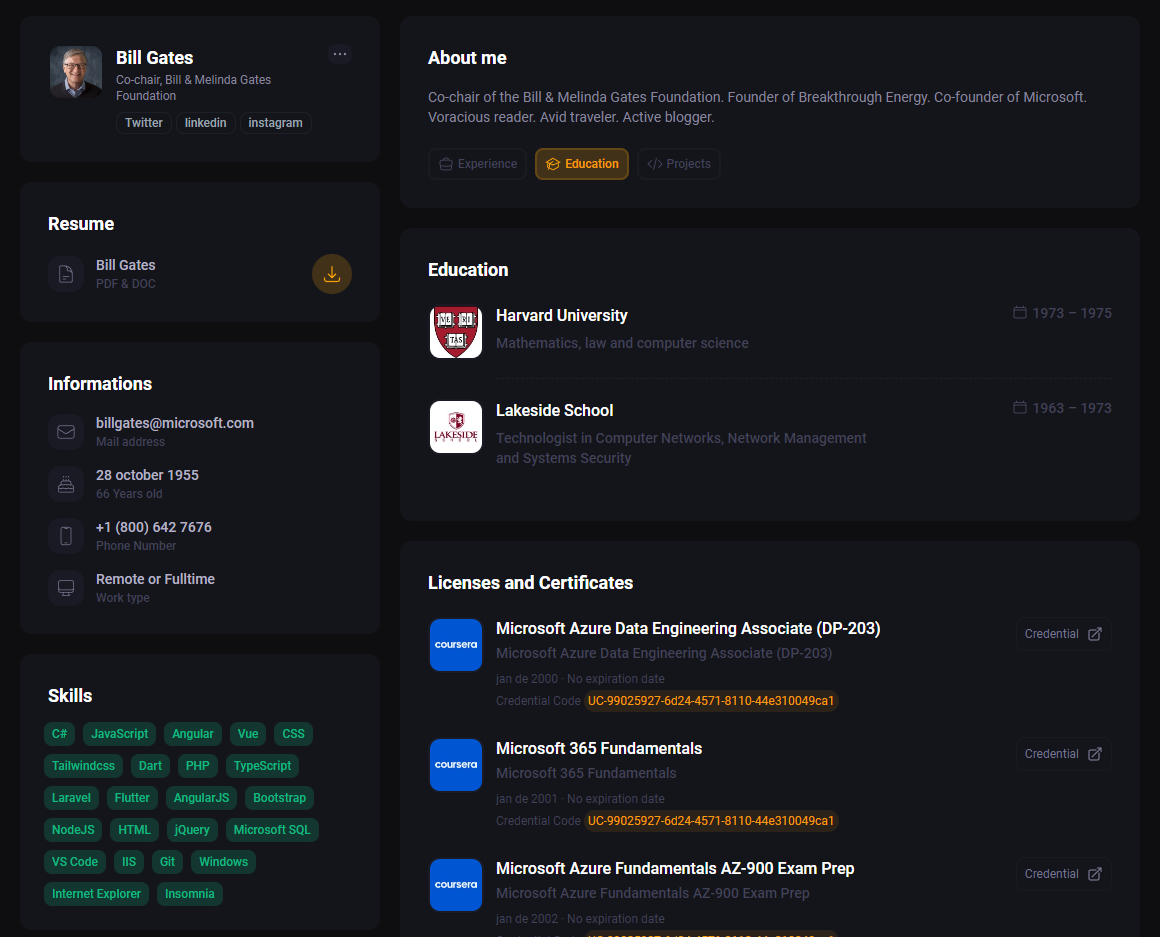 Bill Gates
Co-chair, Bill & Melinda Gates
Foundation
Twitter linkedin instagram
Resume
Bill Gates
PDF & DOC
Informations
billgates@microsoft.com
Mail address
28 october 1955
66 Years old
+1 (800) 642 7676
Phone Number
Remote or Fulltime
Work type
Skills
C# JavaScript Angular Vue CSS
Tailwindcss Dart PHP TypeScript
Laravel Flutter AngularJS Bootstrap
NodeJS HTML jQuery Microsoft SQL
VS Code IIS Git Windows
Internet Explorer Insomnia
About me
Co-chair of the Bill & Melinda Gates Foundation. Founder of Breakthrough Energy. Co-founder of Microsoft.
Voracious reader. Avid traveler. Active blogger.
Experience Education Projects
Education
VE RI
TAS
Harvard University
1973 – 1975
Mathematics, law and computer science
LAKESIDE
SCHOOL
Lakeside School
1963 – 1973
Technologist in Computer Networks, Network Management
and Systems Security
Licenses and Certificates
coursera
Microsoft Azure Data Engineering Associate (DP-203)
Credential
Microsoft Azure Data Engineering Associate (DP-203)
jan de 2000 · No expiration date
Credential Code UC-99025927-6d24-4571-8110-44e310049ca1
coursera
Microsoft 365 Fundamentals
Credential
Microsoft 365 Fundamentals
jan de 2001 · No expiration date
Credential Code UC-99025927-6d24-4571-8110-44e310049ca1
coursera
Microsoft Azure Fundamentals AZ-900 Exam Prep
Credential
Microsoft Azure Fundamentals AZ-900 Exam Prep
jan de 2002 · No expiration date